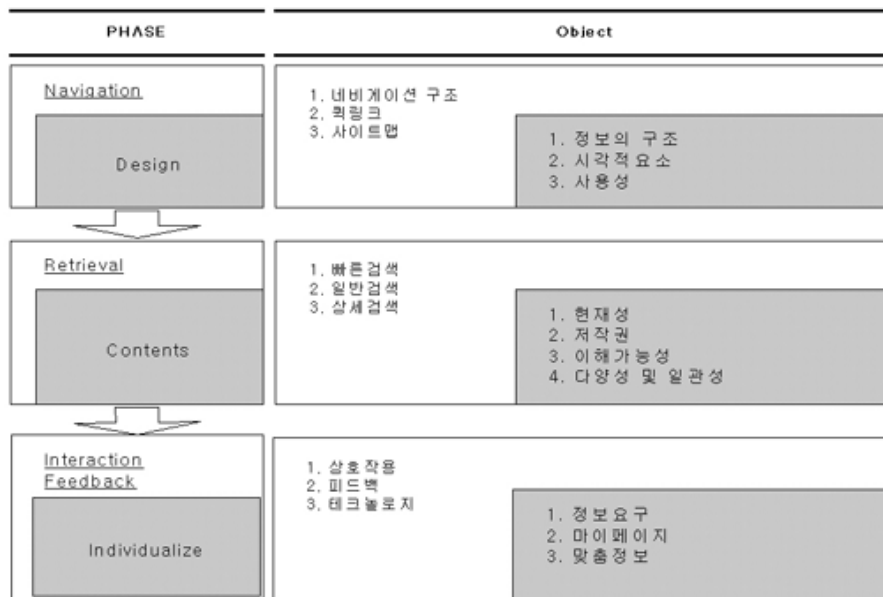 PHASE
Object
Navigation
Design
1. 네비게이션 구조
2. 퀵링크
3. 사이트맵
1. 정보의 구조
2. 시각적요소
3. 사용성
Retrieval
Contents
1. 빠른검색
2. 일반검색
3. 상세검색
1. 현재성
2. 저작권
3. 이해가능성
4. 다양성 및 일관성
Interaction
Feedback
Individualize
1. 상호작용
2. 피드백
3. 테크놀로지
1. 정보요구
2. 마이페이지
3. 맞춤정보